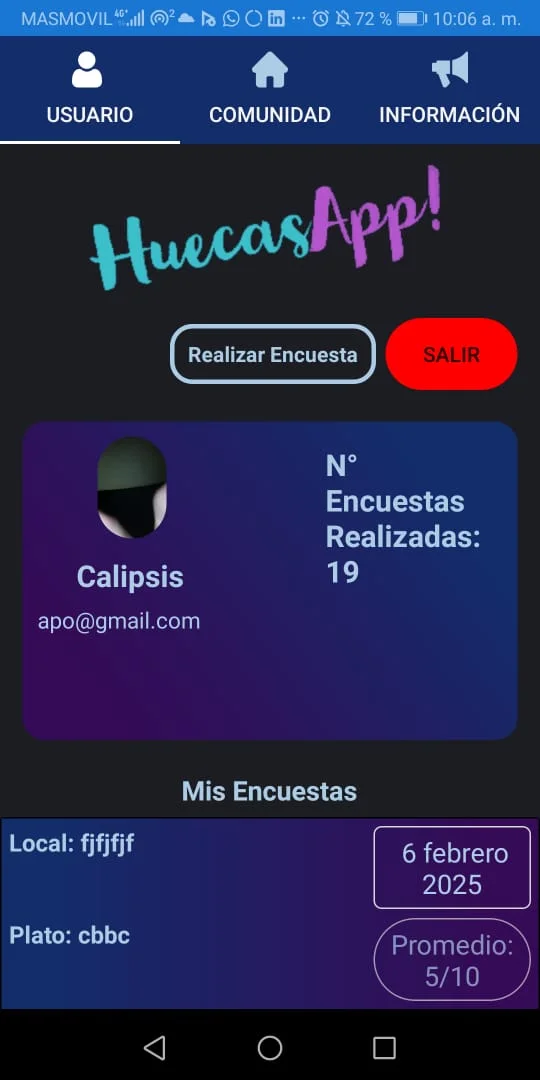 MASMOVIL 4G 2 72 % 10:06 a. m.
USUARIO COMUNIDAD INFORMACIÓN
HuecasApp!
Realizar Encuesta SALIR
N°
Encuestas
Realizadas:
19
Calipsis
apo@gmail.com
Mis Encuestas
Local: fjfjfjf
6 febrero
2025
Plato: cbbc
Promedio:
5/10